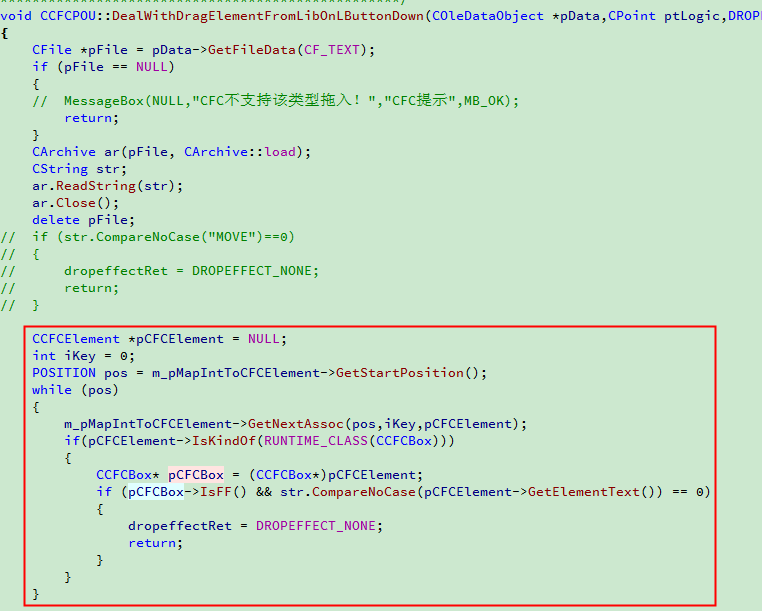 void CCFCPOU::DealWithDragElementFromLibOnLButtonDown(COleDataObject *pData,CPoint ptLogic,DROPE
{
    CFile *pFile = pData->GetFileData(CF_TEXT);
    if (pFile == NULL)
    {
//  MessageBox(NULL,"CFC不支持该类型拖入！","CFC提示",MB_OK);
        return;
    }
    CArchive ar(pFile, CArchive::load);
    CString str;
    ar.ReadString(str);
    ar.Close();
    delete pFile;
//  if (str.CompareNoCase("MOVE")==0)
//  {
//      dropeffectRet = DROPEFFECT_NONE;
//      return;
//  }
    CCFCElement *pCFCElement = NULL;
    int iKey = 0;
    POSITION pos = m_pMapIntToCFCElement->GetStartPosition();
    while (pos)
    {
        m_pMapIntToCFCElement->GetNextAssoc(pos,iKey,pCFCElement);
        if(pCFCElement->IsKindOf(RUNTIME_CLASS(CCFCBox)))
        {
            CCFCBox* pCFCBox = (CCFCBox*)pCFCElement;
            if (pCFCBox->IsFF() && str.CompareNoCase(pCFCElement->GetElementText()) == 0)
            {
                dropeffectRet = DROPEFFECT_NONE;
                return;
            }
        }
    }